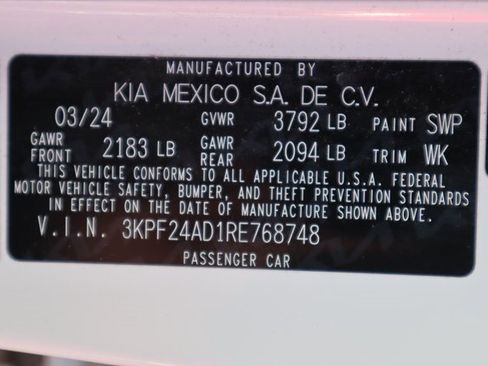 MANUFACTURED BY
KIA MEXICO S.A. DE C.V.
03/24 GVWR 3792 LB PAINT SWP
GAWR FRONT 2183 LB GAWR REAR 2094 LB TRIM WK
THIS VEHICLE CONFORMS TO ALL APPLICABLE U.S.A. FEDERAL
MOTOR VEHICLE SAFETY, BUMPER, AND THEFT PREVENTION STANDARDS
IN EFFECT ON THE DATE OF MANUFACTURE SHOWN ABOVE.
V.I.N. 3KPF24AD1RE768748
PASSENGER CAR